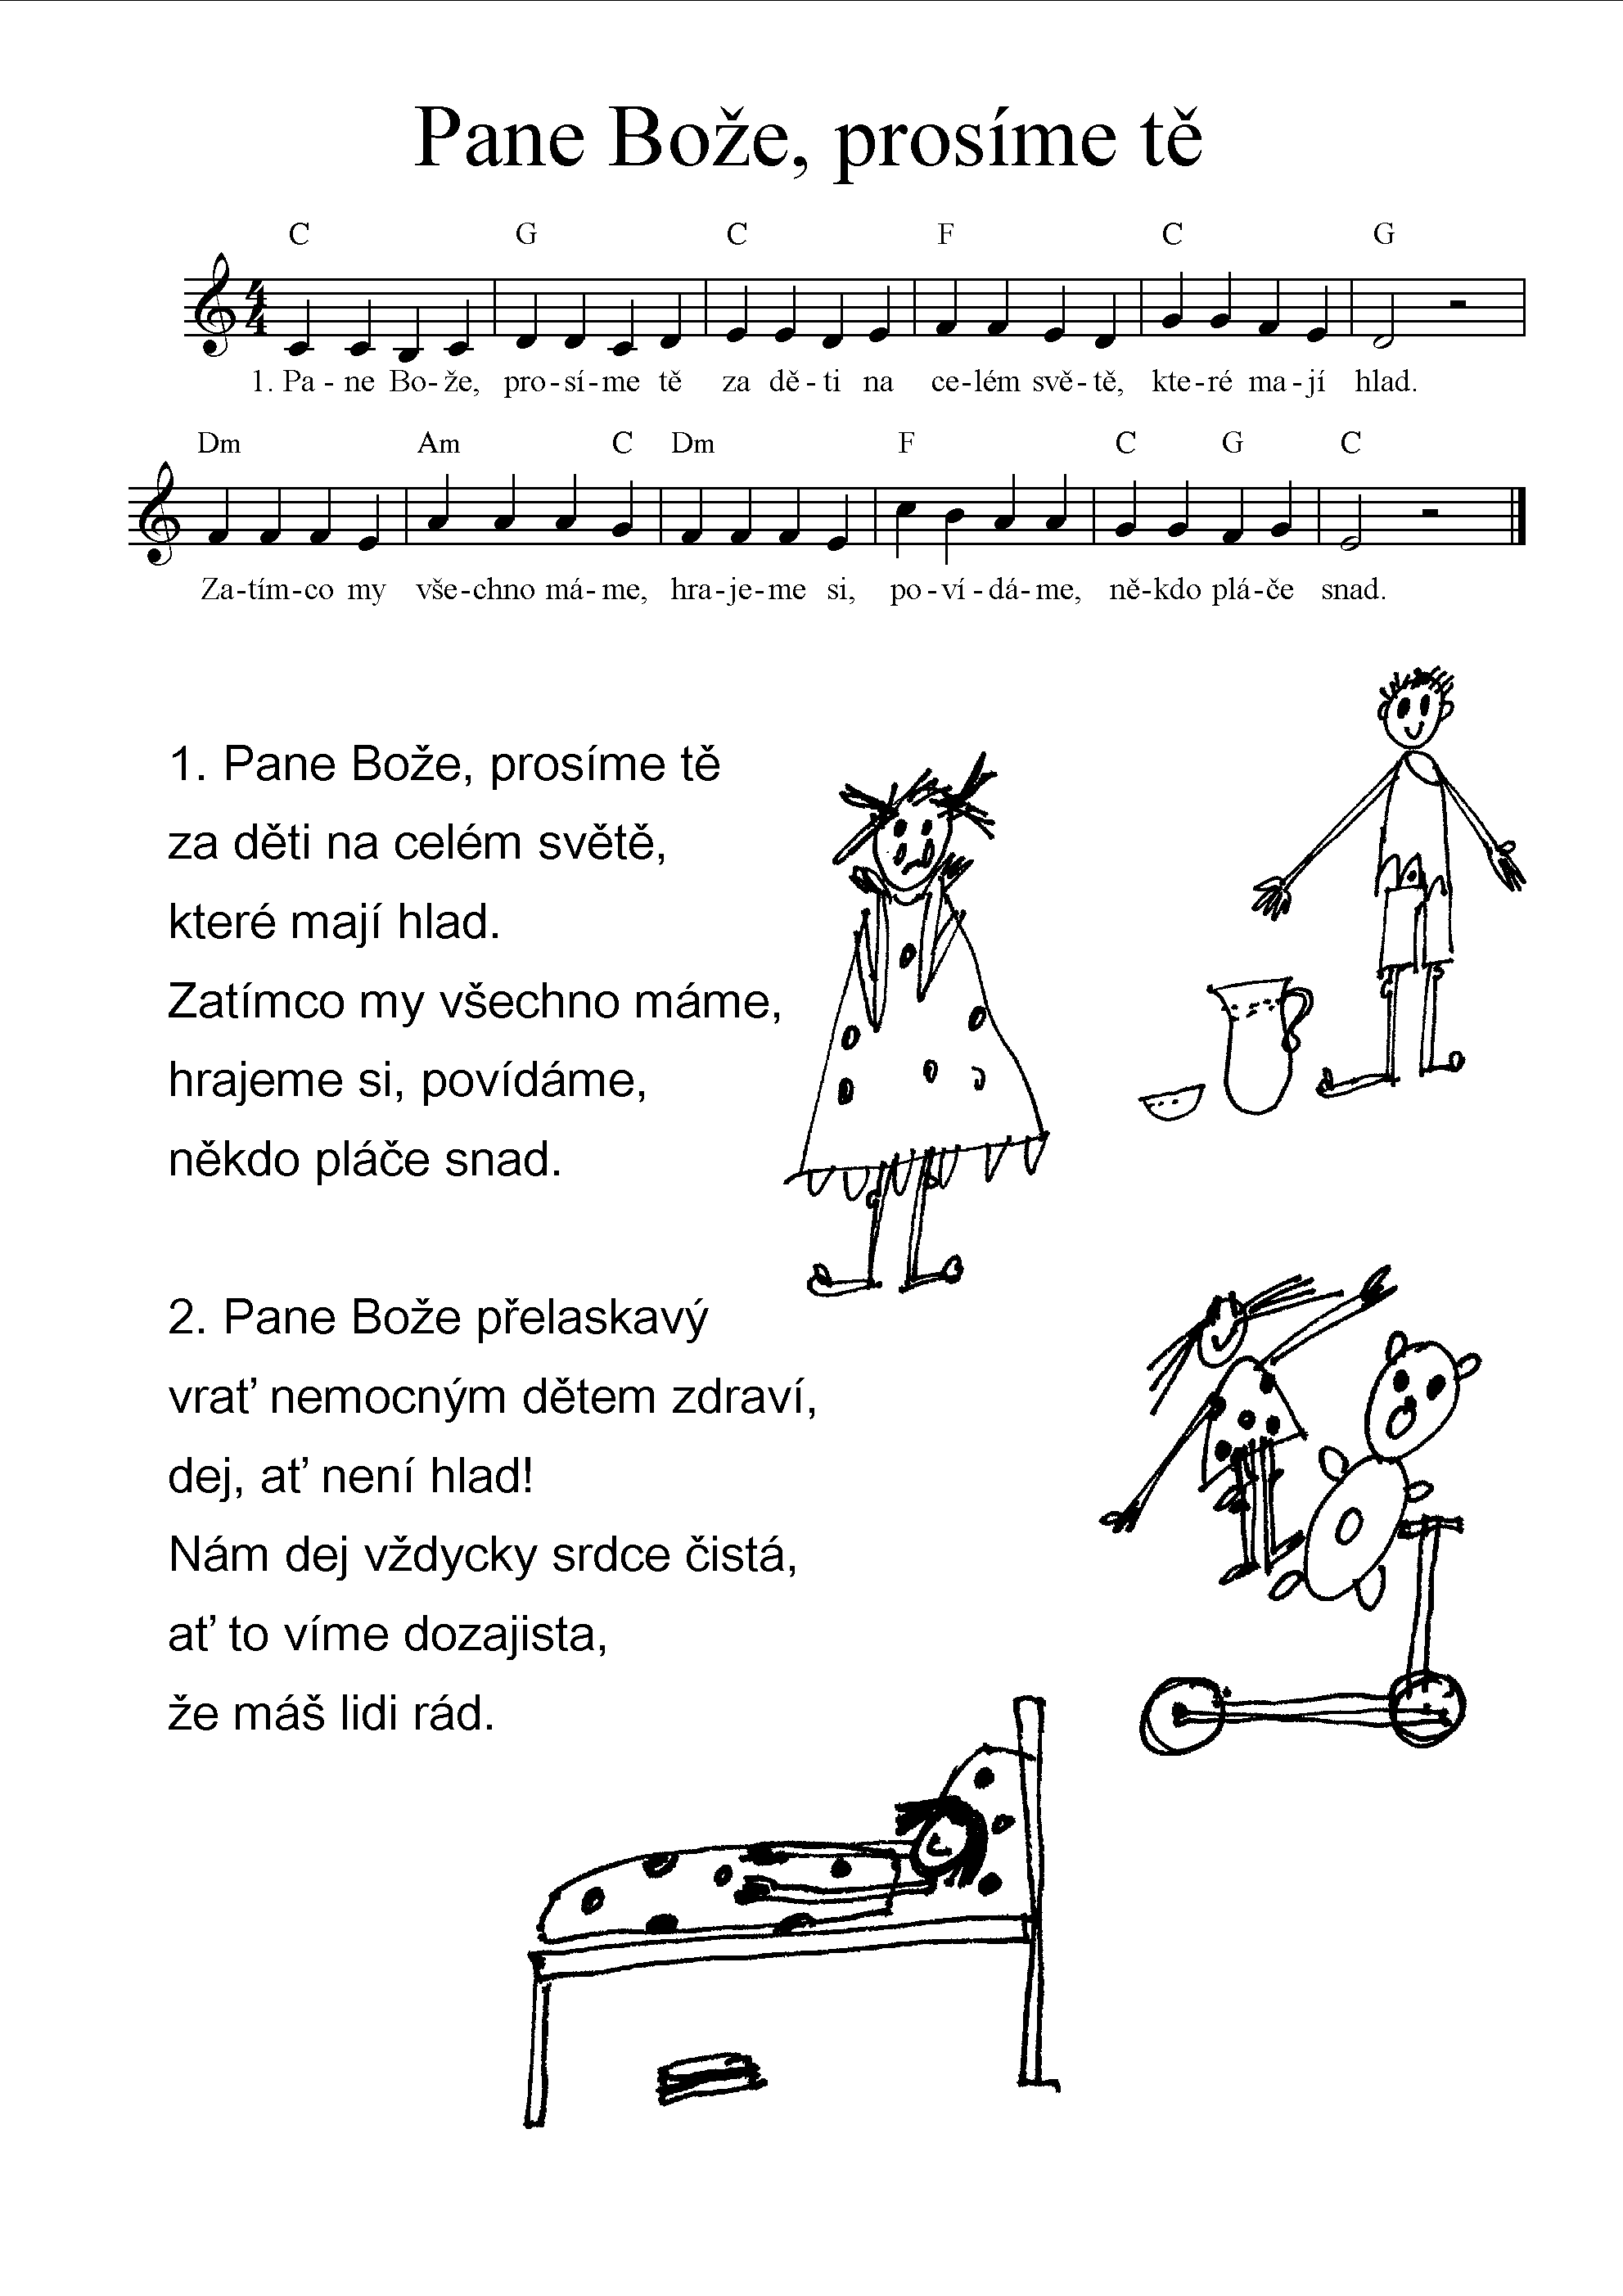 Pane Bože, prosíme tě
C G C F C G
4
4
1. Pa - ne Bo - že, pro - sí - me tě za dě - ti na ce - lém svě - tě, kte - ré ma - jí hlad.
Dm Am C Dm F C G C
Za - tím - co my vše - chno má - me, hra - je - me si, po - ví - dá - me, ně - kdo plá - če snad.
1. Pane Bože, prosíme tě
za děti na celém světě,
které mají hlad.
Zatímco my všechno máme,
hrajeme si, povídáme,
někdo pláče snad.
2. Pane Bože přelaskavý
vrať nemocným dětem zdraví,
dej, ať není hlad!
Nám dej vždycky srdce čistá,
ať to víme dozajista,
že máš lidi rád.